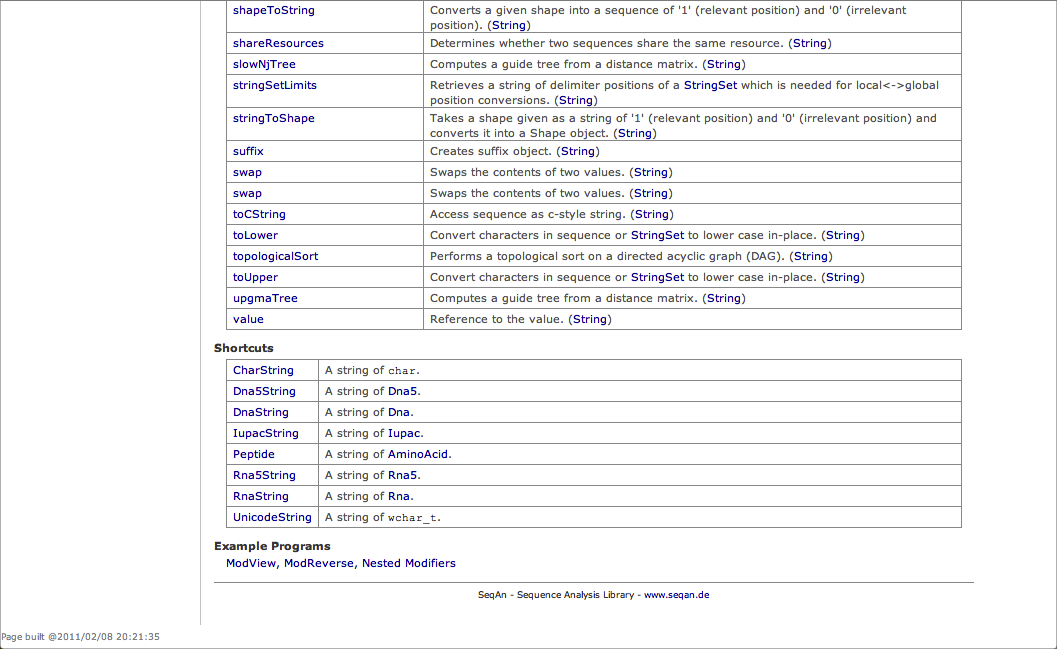 shapeToString Converts a given shape into a sequence of '1' (relevant position) and '0' (irrelevant
position). (String)
shareResources Determines whether two sequences share the same resource. (String)
slowNjTree Computes a guide tree from a distance matrix. (String)
stringSetLimits Retrieves a string of delimiter positions of a StringSet which is needed for local<->global
position conversions. (String)
stringToShape Takes a shape given as a string of '1' (relevant position) and '0' (irrelevant position) and
converts it into a Shape object. (String)
suffix Creates suffix object. (String)
swap Swaps the contents of two values. (String)
swap Swaps the contents of two values. (String)
toCString Access sequence as c-style string. (String)
toLower Convert characters in sequence or StringSet to lower case in-place. (String)
topologicalSort Performs a topological sort on a directed acyclic graph (DAG). (String)
toUpper Convert characters in sequence or StringSet to lower case in-place. (String)
upgmaTree Computes a guide tree from a distance matrix. (String)
value Reference to the value. (String)
Shortcuts
CharString A string of char.
Dna5String A string of Dna5.
DnaString A string of Dna.
IupacString A string of Iupac.
Peptide A string of AminoAcid.
Rna5String A string of Rna5.
RnaString A string of Rna.
UnicodeString A string of wchar_t.
Example Programs
ModView, ModReverse, Nested Modifiers
SeqAn - Sequence Analysis Library - www.seqan.de
Page built @2011/02/08 20:21:35